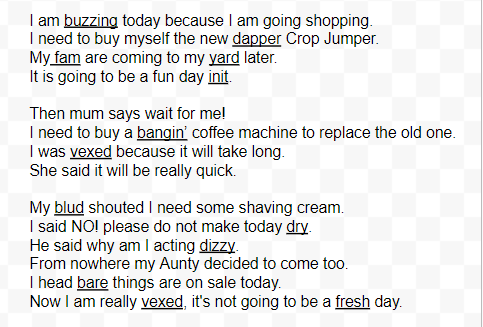 I am buzzing today because I am going shopping.
I need to buy myself the new dapper Crop Jumper.
My fam are coming to my yard later.
It is going to be a fun day init.
Then mum says wait for me!
I need to buy a bangin’ coffee machine to replace the old one.
I was vexed because it will take long.
She said it will be really quick.
My blud shouted I need some shaving cream.
I said NO! please do not make today dry.
He said why am I acting dizzy.
From nowhere my Aunty decided to come too.
I head bare things are on sale today.
Now I am really vexed, it's not going to be a fresh day.